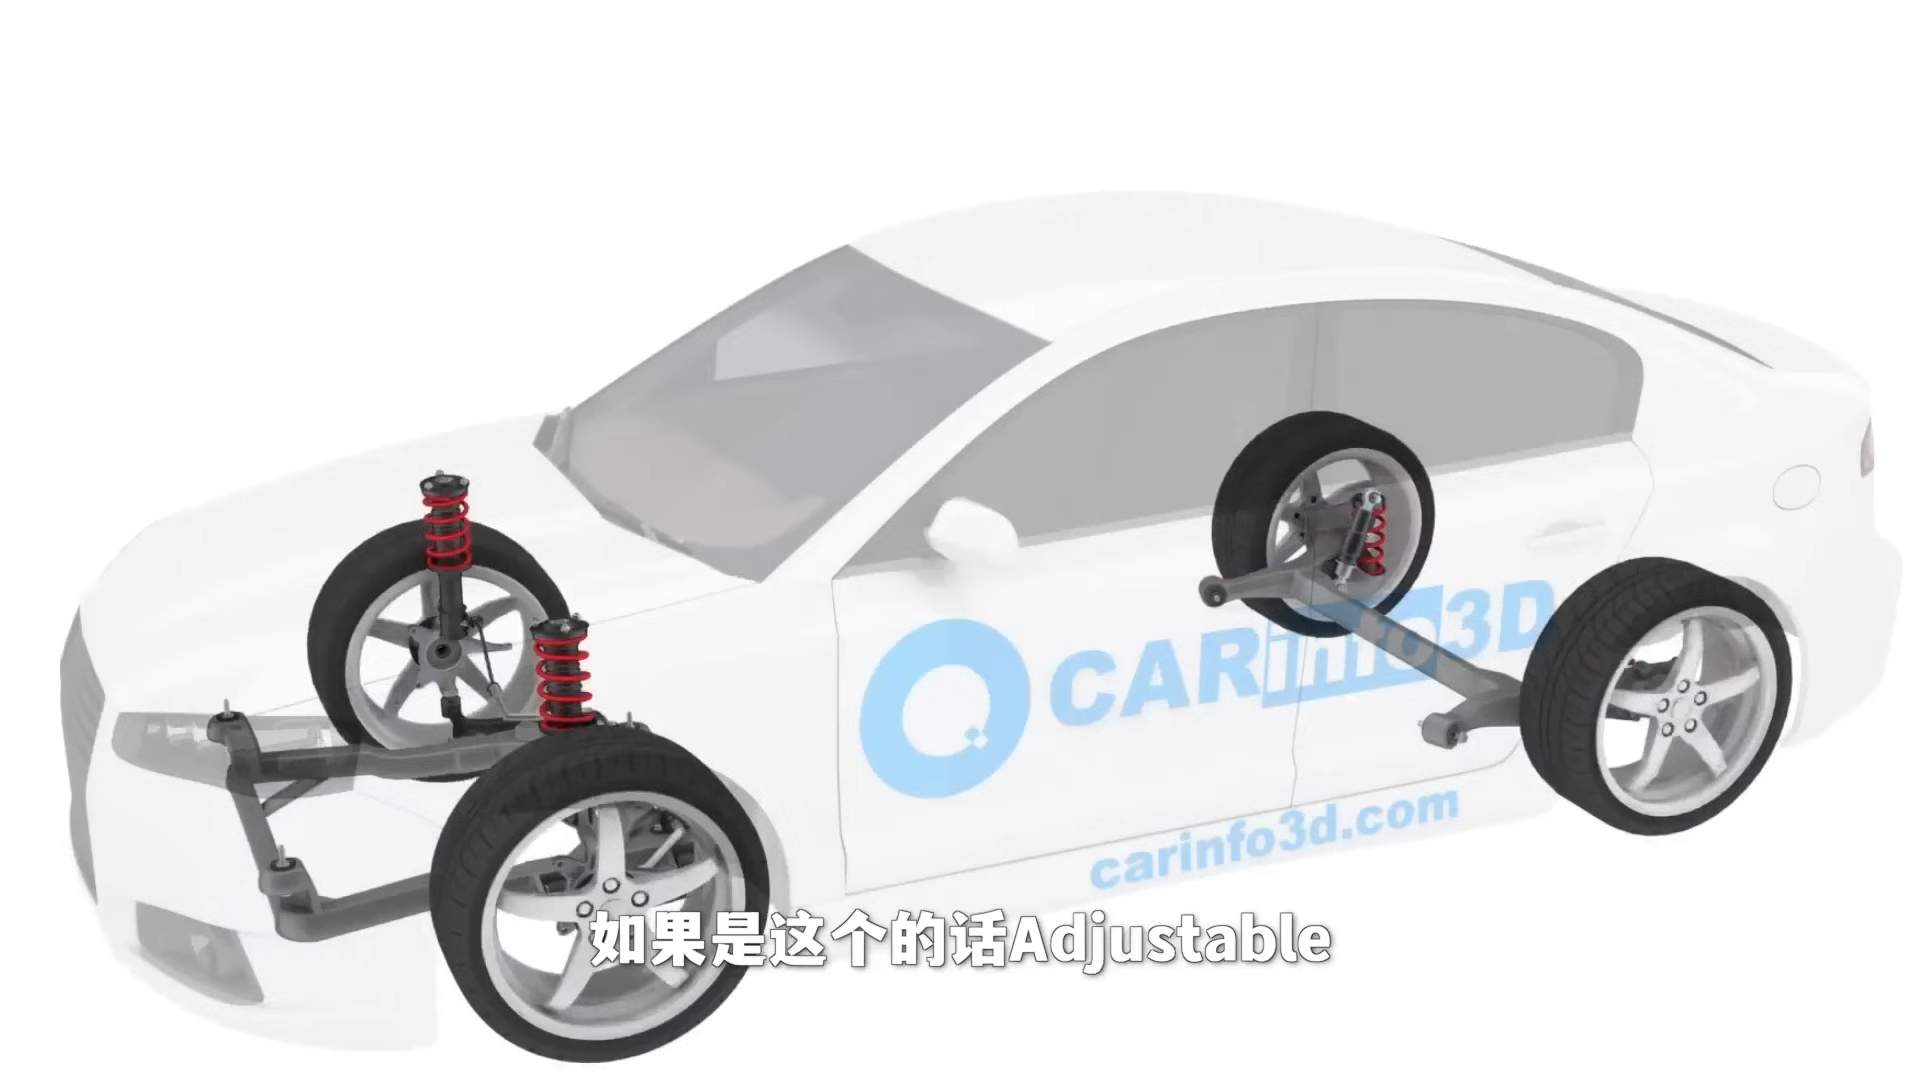 CARinfo3D
carinfo3d.com
如果是这个的话Adjustable